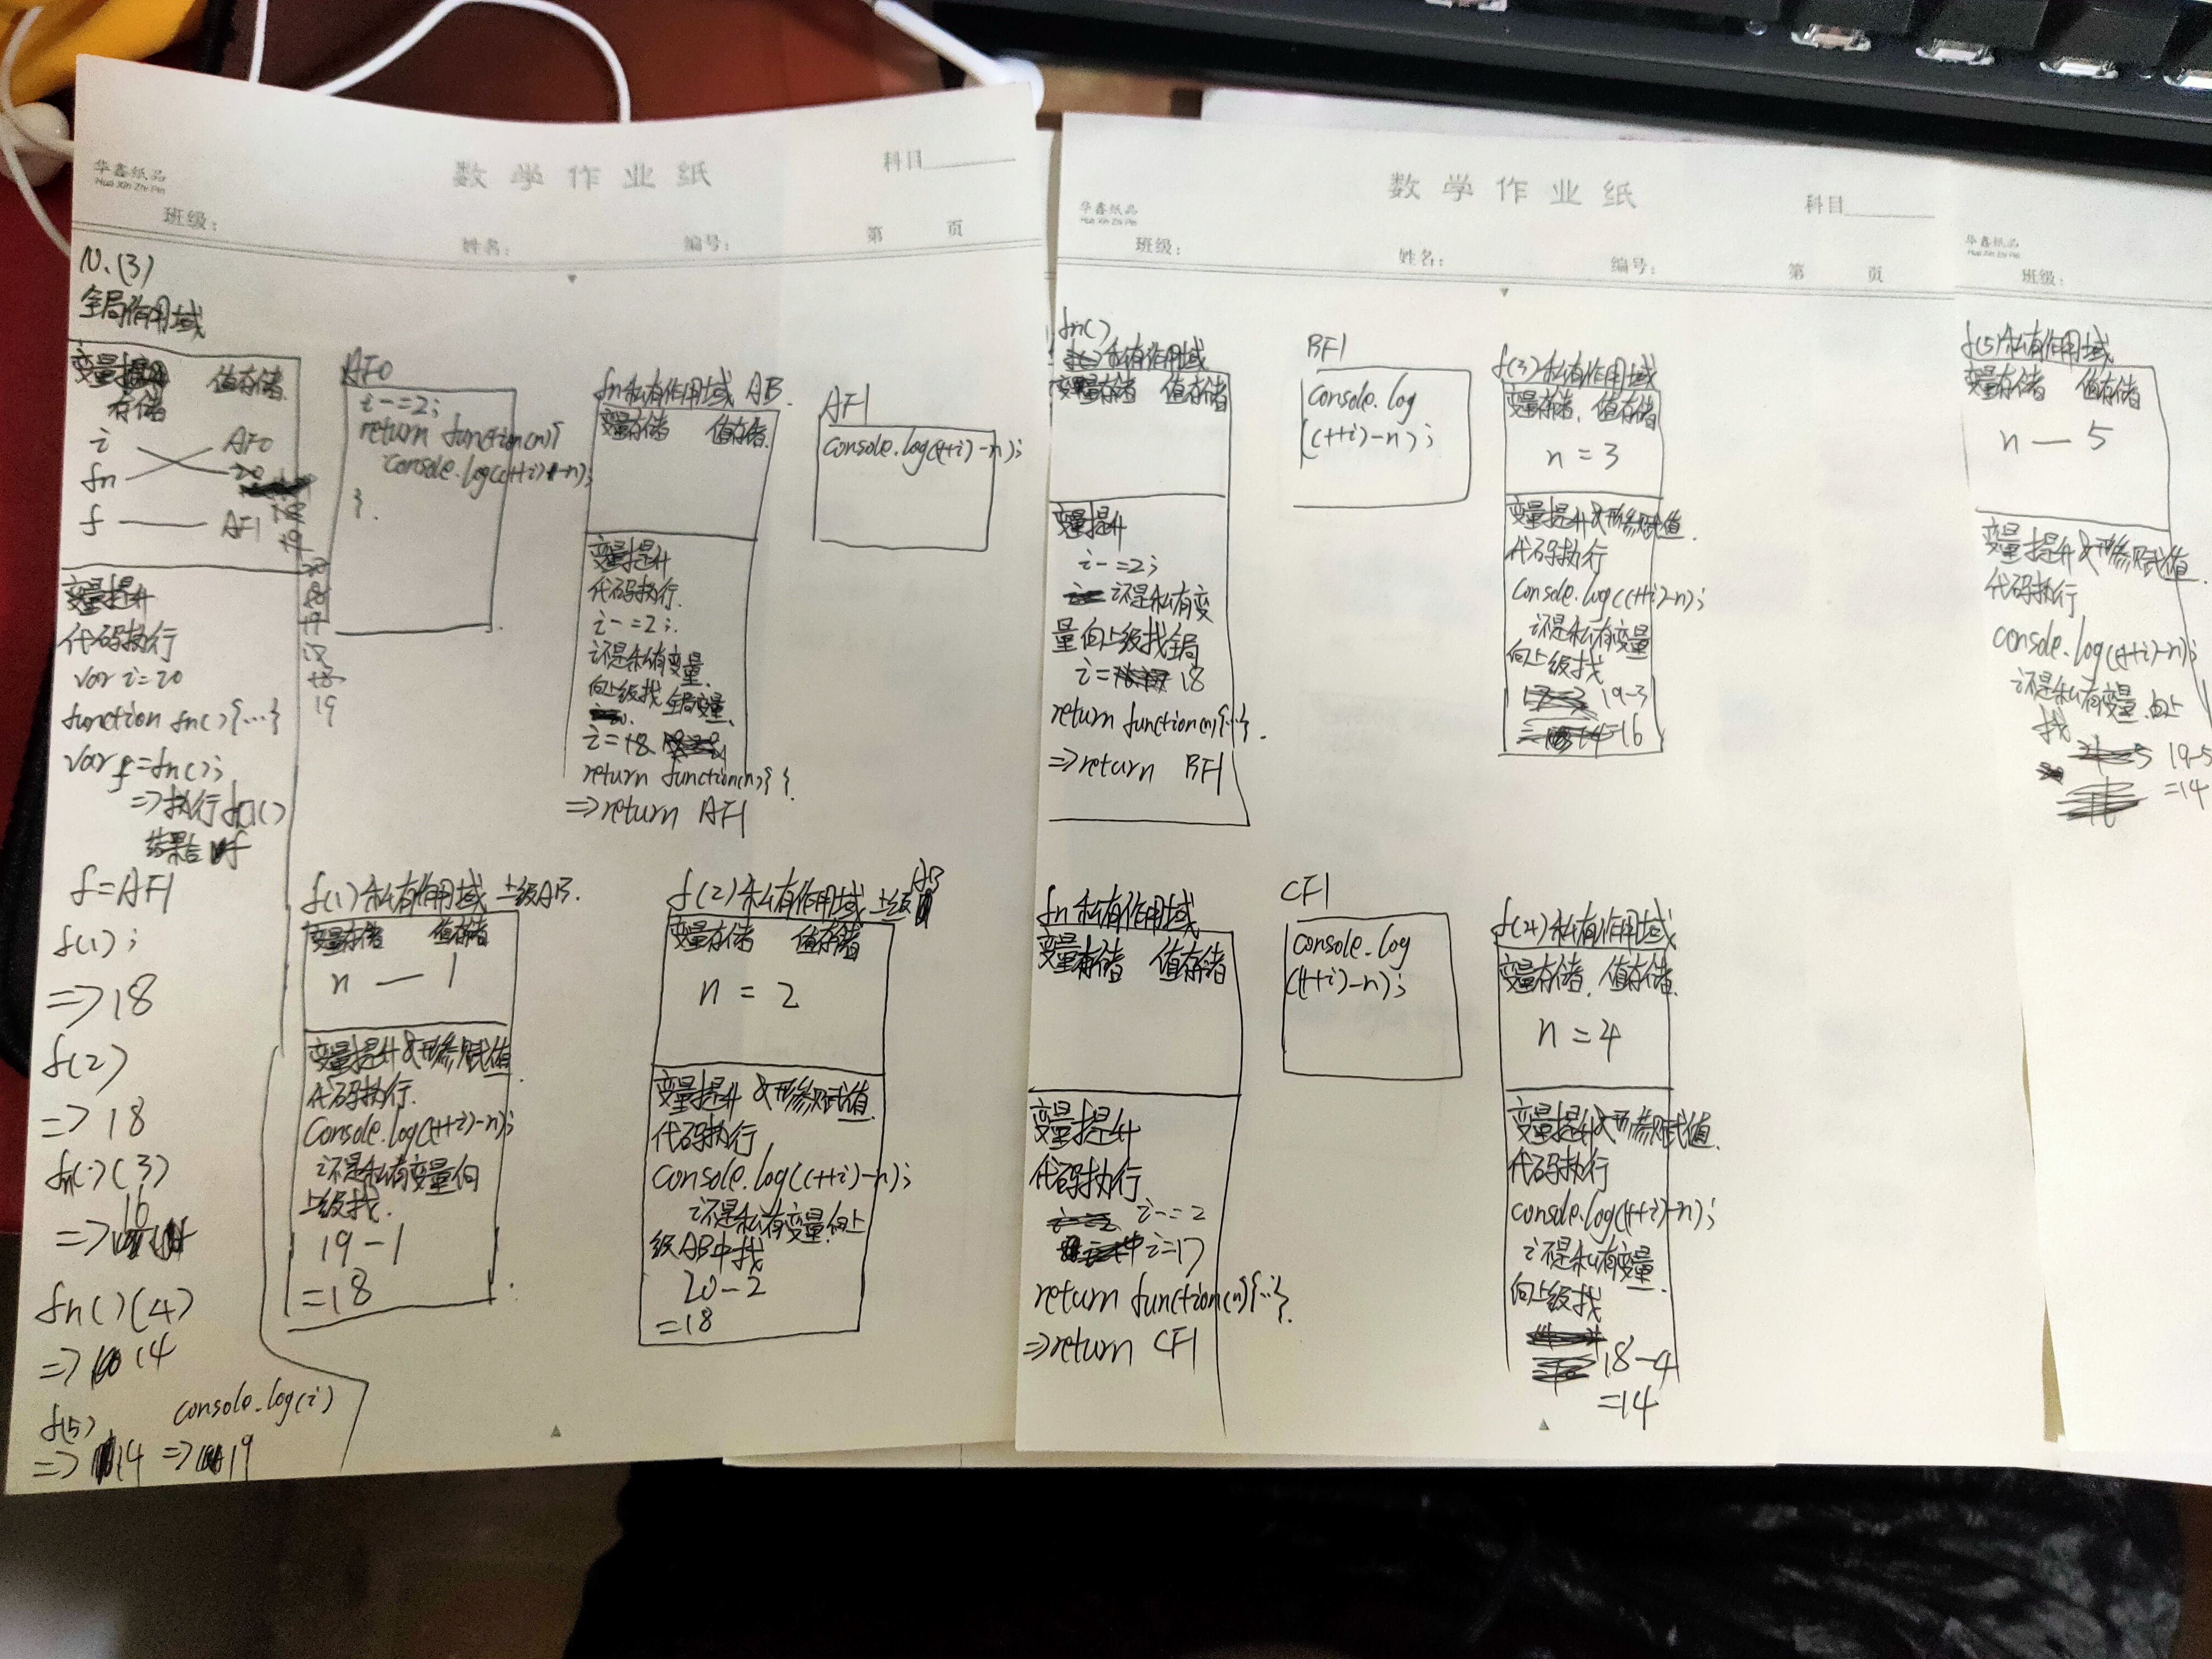 华鑫纸品
Hua Xin Zhi Pin
数学作业纸
科目
班级：
姓名：
编号：
第 页
10.(3)
全局作用域
变量
存储
值存储
i
AF0
fn
20
f
AF1
变量提升
代码执行
var i=20
function fn(){...}
var f=fn();
=>执行fn()
结果给f
f=AF1
f(1);
=>18
f(2)
=>18
fn()(3)
=>16
fn()(4)
=>14
f(5)
=>14
console.log(i)
=>19
19
AF0
i-=2;
return function(n){
console.log((++i)-n);
}.
fn私有作用域 AB.
变量存储 值存储.
变量提升
代码执行.
i-=2;.
i不是私有变量.
向上级找 全局变量.
i=18.
return function(n){ }.
=>return AF1
AF1
console.log((++i)-n);
f(1)私有作用域 上级AB.
变量存储 值存储
n — 1
变量提升&形参赋值.
代码执行.
console.log((++i)-n);
i不是私有变量向
上级找.
19-1
=18
f(2)私有作用域 上级AB
变量存储 值存储
n = 2
变量提升 &形参赋值.
代码执行
console.log((++i)-n);
i不是私有变量.向上
级AB中找
20-2
=18
华鑫纸品
Hua Xin Zhi Pin
数学作业纸
科目
班级：
姓名：
编号：
第 页
fn()
私有作用域
变量存储 值存储
变量提升
i-=2;
i不是私有变
量向上级找全局
i=18
return function(n){...}.
=>return BF1
BF1
console.log
((++i)-n);
f(3)私有作用域
变量存储. 值存储
n = 3
变量提升&形参赋值.
代码执行
console.log((++i)-n);
i不是私有变量
向上级找
19-3
=16
fn私有作用域
变量存储 值存储
变量提升
代码执行
i-=2
i=17
return function(n){...}.
=>return CF1
CF1
console.log
((++i)-n);
f(4)私有作用域
变量存储. 值存储.
n = 4
变量提升&形参赋值.
代码执行
console.log((++i)-n);
i不是私有变量.
向上级找
18-4
=14
华鑫纸品
Hua Xin Zhi Pin
班级：
f(5)私有作用域
变量存储 值存储
n — 5
变量提升&形参赋值.
代码执行
console.log((++i)-n);
i不是私有变量.向上
找
19-5
=14